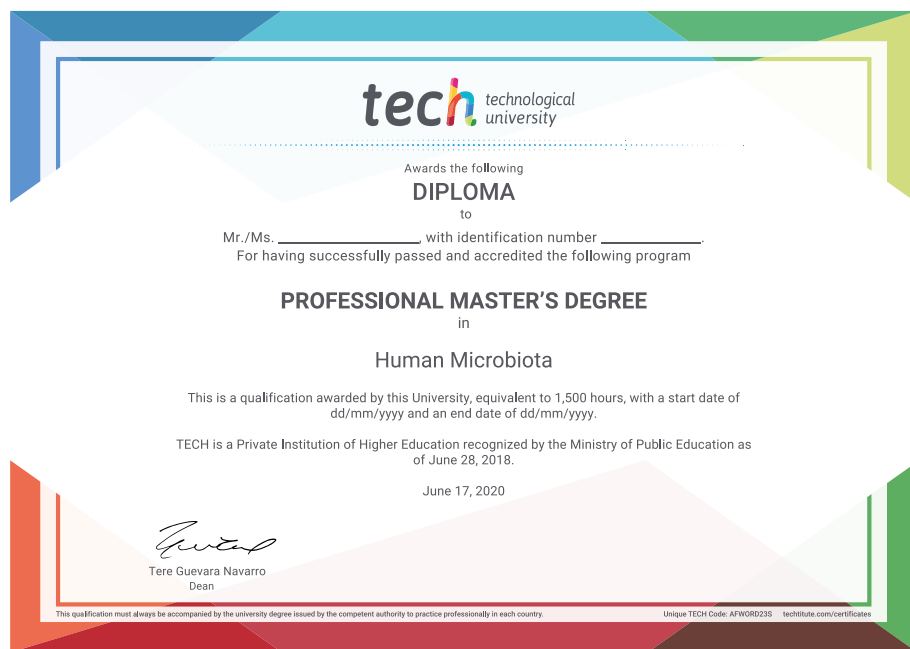 tech technological
university
Awards the following
DIPLOMA
to
Mr./Ms. ____________, with identification number ____________.
For having successfully passed and accredited the following program
PROFESSIONAL MASTER'S DEGREE
in
Human Microbiota
This is a qualification awarded by this University, equivalent to 1,500 hours, with a start date of
dd/mm/yyyy and an end date of dd/mm/yyyy.
TECH is a Private Institution of Higher Education recognized by the Ministry of Public Education as
of June 28, 2018.
June 17, 2020
Tere Guevara Navarro
Dean
This qualification must always be accompanied by the university degree issued by the competent authority to practice professionally in each country.
Unique TECH Code: AFWORD23S techtitute.com/certificates